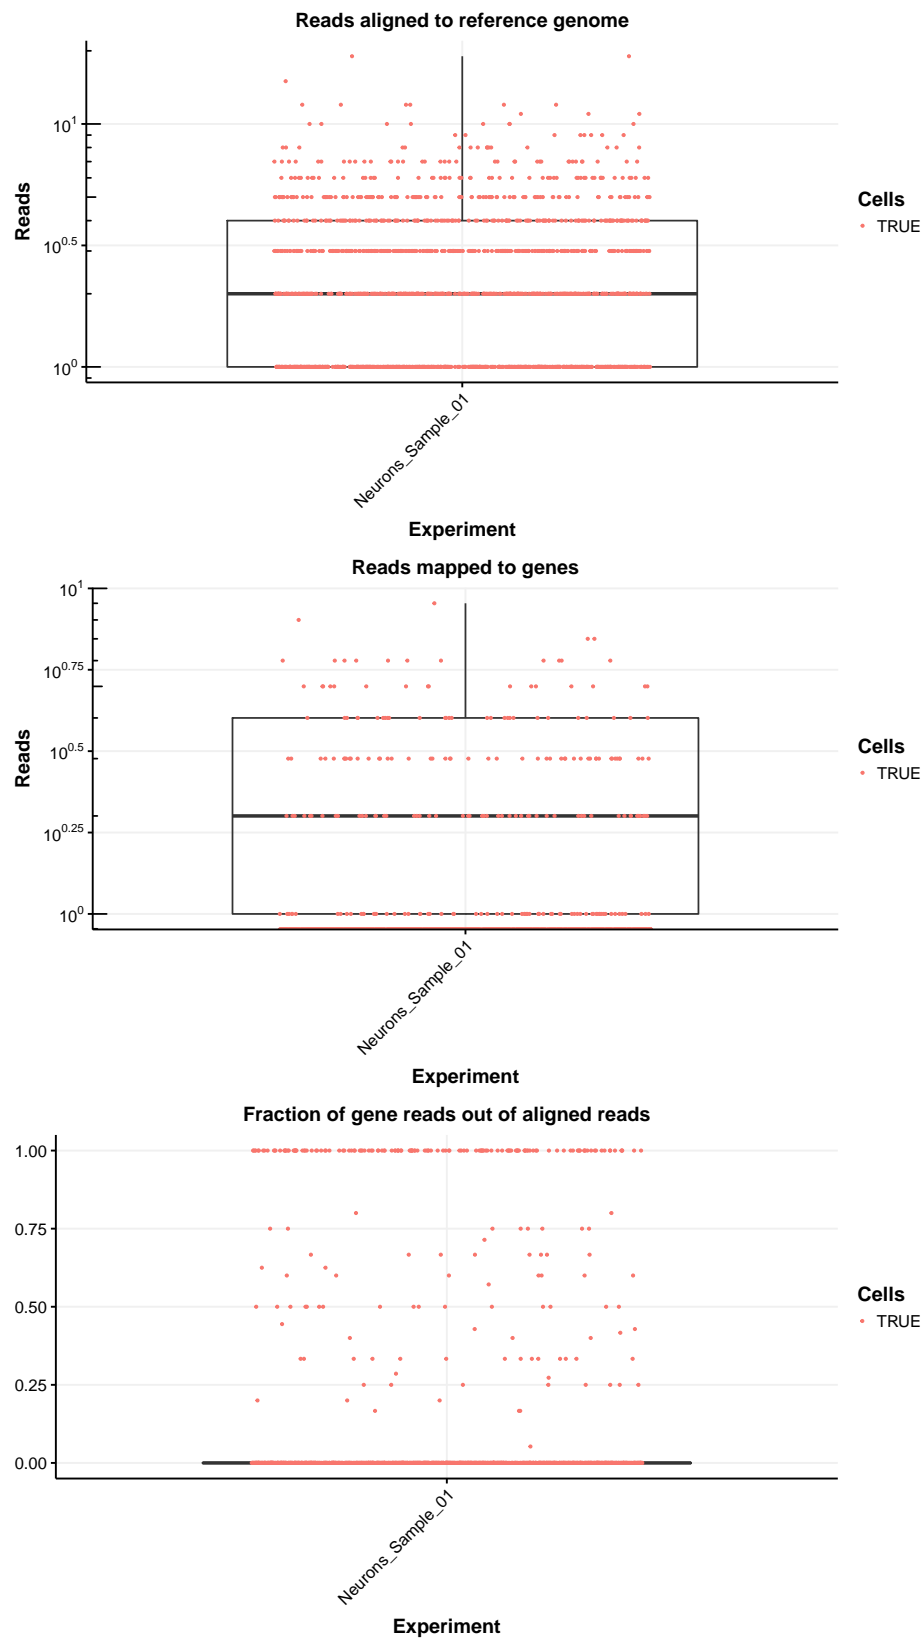 Reads aligned to reference genome
Reads
10^1
10^0.5
10^0
Neurons_Sample_01
Experiment
Cells
TRUE
Reads mapped to genes
Reads
10^1
10^0.75
10^0.5
10^0.25
10^0
Neurons_Sample_01
Experiment
Cells
TRUE
Fraction of gene reads out of aligned reads
1.00
0.75
0.50
0.25
0.00
Neurons_Sample_01
Experiment
Cells
TRUE